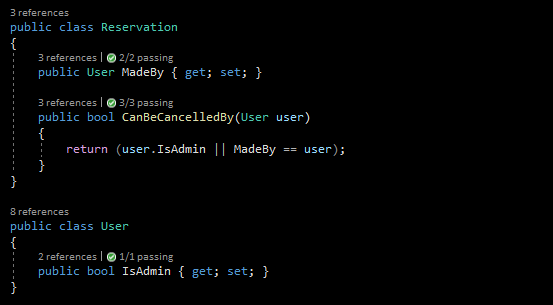 3 references
public class Reservation
{
3 references | 2/2 passing
public User MadeBy { get; set; }
3 references | 3/3 passing
public bool CanBeCancelledBy(User user)
{
return (user.IsAdmin || MadeBy == user);
}
}
8 references
public class User
{
2 references | 1/1 passing
public bool IsAdmin { get; set; }
}